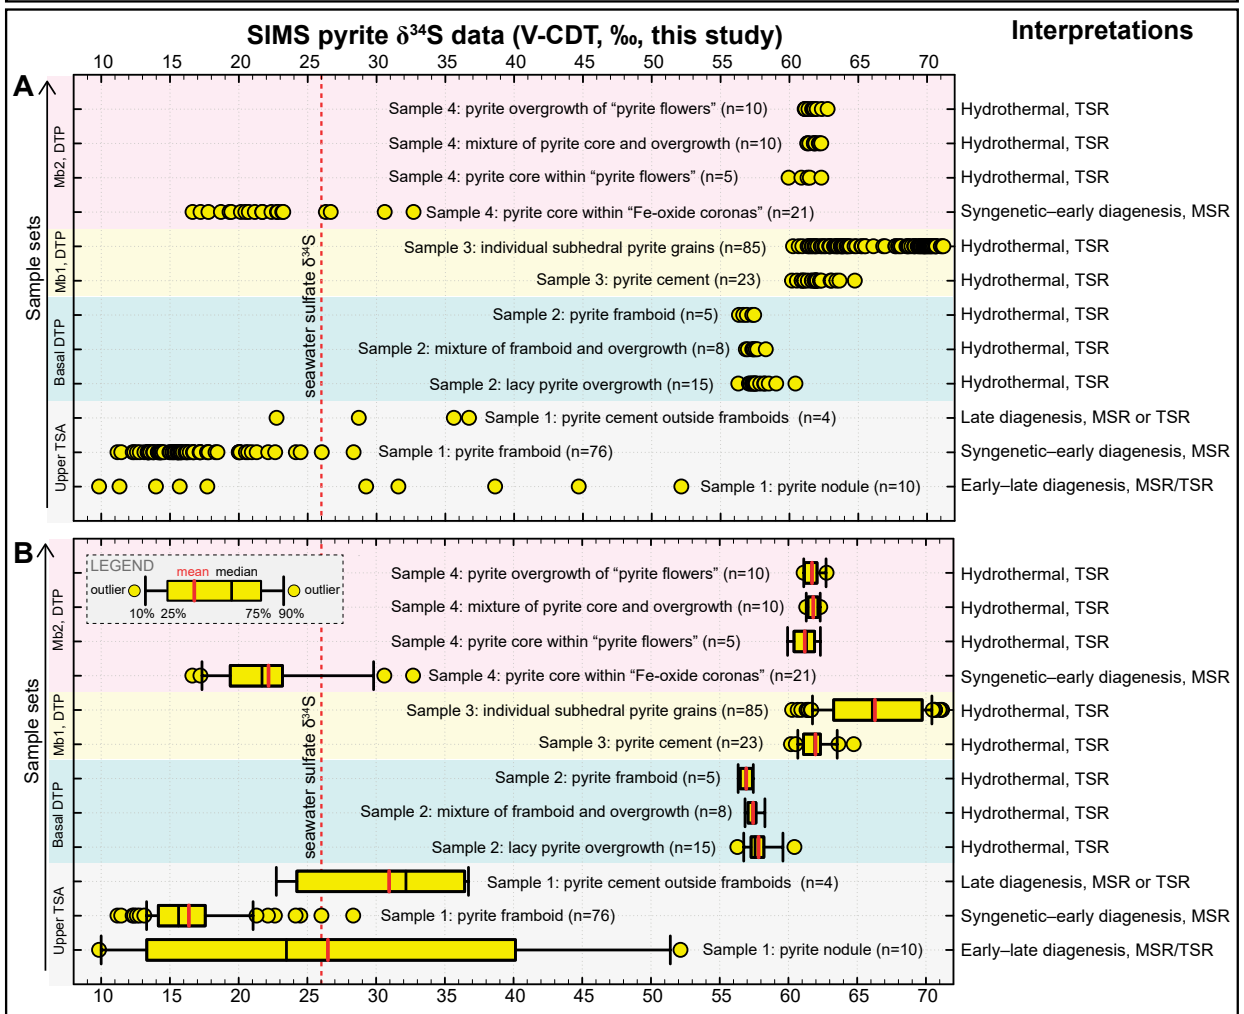 SIMS pyrite δ³⁴S data (V-CDT, ‰, this study)
Interpretations
10 15 20 25 30 35 40 45 50 55 60 65 70
A
Sample sets
Mb2, DTP
Mb1, DTP
Basal DTP
Upper TSA
seawater sulfate δ³⁴S
Sample 4: pyrite overgrowth of “pyrite flowers” (n=10)
Hydrothermal, TSR
Sample 4: mixture of pyrite core and overgrowth (n=10)
Hydrothermal, TSR
Sample 4: pyrite core within “pyrite flowers” (n=5)
Hydrothermal, TSR
Sample 4: pyrite core within “Fe-oxide coronas” (n=21)
Syngenetic–early diagenesis, MSR
Sample 3: individual subhedral pyrite grains (n=85)
Hydrothermal, TSR
Sample 3: pyrite cement (n=23)
Hydrothermal, TSR
Sample 2: pyrite framboid (n=5)
Hydrothermal, TSR
Sample 2: mixture of framboid and overgrowth (n=8)
Hydrothermal, TSR
Sample 2: lacy pyrite overgrowth (n=15)
Hydrothermal, TSR
Sample 1: pyrite cement outside framboids (n=4)
Late diagenesis, MSR or TSR
Sample 1: pyrite framboid (n=76)
Syngenetic–early diagenesis, MSR
Sample 1: pyrite nodule (n=10)
Early–late diagenesis, MSR/TSR
B
Sample sets
Mb2, DTP
Mb1, DTP
Basal DTP
Upper TSA
seawater sulfate δ³⁴S
LEGEND
mean median
outlier outlier
10% 25% 75% 90%
Sample 4: pyrite overgrowth of “pyrite flowers” (n=10)
Hydrothermal, TSR
Sample 4: mixture of pyrite core and overgrowth (n=10)
Hydrothermal, TSR
Sample 4: pyrite core within “pyrite flowers” (n=5)
Hydrothermal, TSR
Sample 4: pyrite core within “Fe-oxide coronas” (n=21)
Syngenetic–early diagenesis, MSR
Sample 3: individual subhedral pyrite grains (n=85)
Hydrothermal, TSR
Sample 3: pyrite cement (n=23)
Hydrothermal, TSR
Sample 2: pyrite framboid (n=5)
Hydrothermal, TSR
Sample 2: mixture of framboid and overgrowth (n=8)
Hydrothermal, TSR
Sample 2: lacy pyrite overgrowth (n=15)
Hydrothermal, TSR
Sample 1: pyrite cement outside framboids (n=4)
Late diagenesis, MSR or TSR
Sample 1: pyrite framboid (n=76)
Syngenetic–early diagenesis, MSR
Sample 1: pyrite nodule (n=10)
Early–late diagenesis, MSR/TSR
10 15 20 25 30 35 40 45 50 55 60 65 70